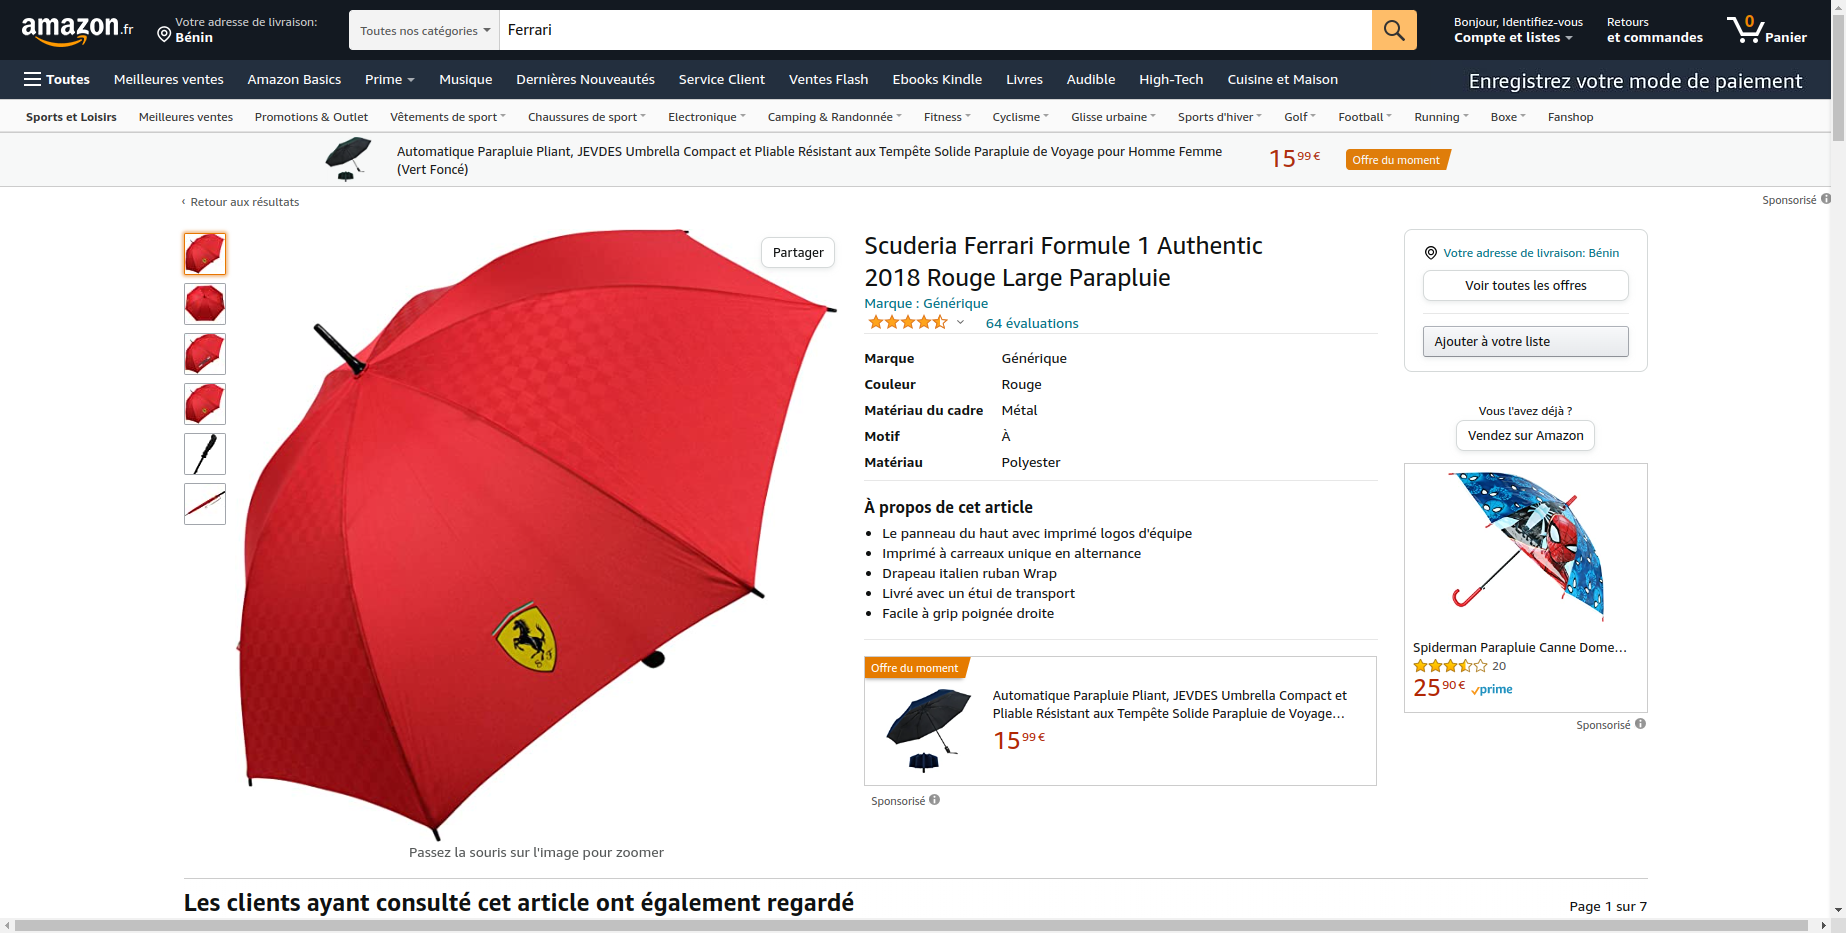 amazon.fr
Votre adresse de livraison:
Bénin
Toutes nos catégories
Ferrari
Bonjour, Identifiez-vous
Compte et listes
Retours
et commandes
0
Panier
Toutes
Meilleures ventes
Amazon Basics
Prime
Musique
Dernières Nouveautés
Service Client
Ventes Flash
Ebooks Kindle
Livres
Audible
High-Tech
Cuisine et Maison
Enregistrez votre mode de paiement
Sports et Loisirs
Meilleures ventes
Promotions & Outlet
Vêtements de sport
Chaussures de sport
Electronique
Camping & Randonnée
Fitness
Cyclisme
Glisse urbaine
Sports d'hiver
Golf
Football
Running
Boxe
Fanshop
Automatique Parapluie Pliant, JEVDES Umbrella Compact et Pliable Résistant aux Tempête Solide Parapluie de Voyage pour Homme Femme
(Vert Foncé)
15 99 €
Offre du moment
‹ Retour aux résultats
Sponsorisé
Partager
Scuderia Ferrari Formule 1 Authentic
2018 Rouge Large Parapluie
Marque : Générique
64 évaluations
Marque Générique
Couleur Rouge
Matériau du cadre Métal
Motif À
Matériau Polyester
À propos de cet article
• Le panneau du haut avec imprimé logos d'équipe
• Imprimé à carreaux unique en alternance
• Drapeau italien ruban Wrap
• Livré avec un étui de transport
• Facile à grip poignée droite
Offre du moment
Automatique Parapluie Pliant, JEVDES Umbrella Compact et
Pliable Résistant aux Tempête Solide Parapluie de Voyage...
15 99 €
Sponsorisé
Votre adresse de livraison: Bénin
Voir toutes les offres
Ajouter à votre liste
Vous l'avez déjà ?
Vendez sur Amazon
Spiderman Parapluie Canne Dome...
20
25 90 € prime
Sponsorisé
Passez la souris sur l'image pour zoomer
Les clients ayant consulté cet article ont également regardé
Page 1 sur 7